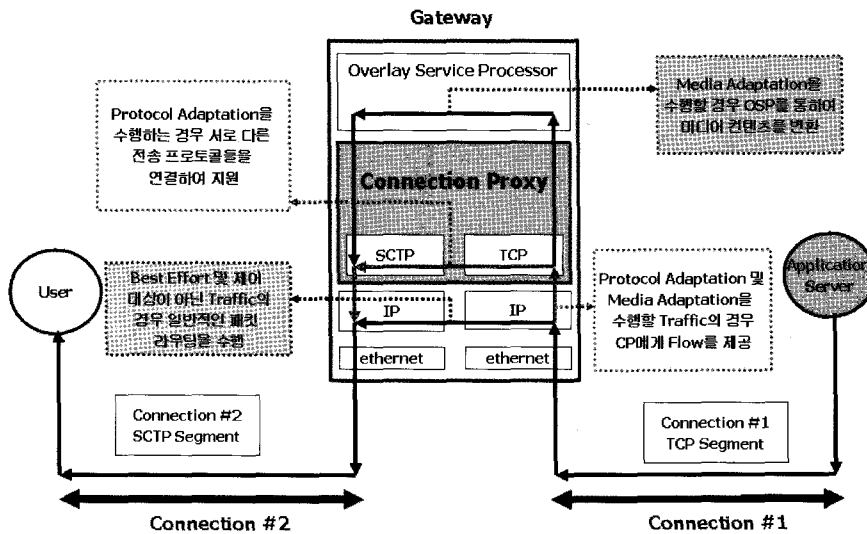 Gateway
Overlay Service Processor
Protocol Adaptation을
수행하는 경우 서로 다른
전송 프로토콜들을
연결하여 지원
Media Adaptation을
수행할 경우 OSP를 통하여
미디어 컨텐츠를 변환
Connection Proxy
SCTP
TCP
User
Best Effort 및 제어
대상이 아닌 Traffic의
경우 일반적인 패킷
라우팅을 수행
IP
IP
Protocol Adaptation 및
Media Adaptation을
수행할 Traffic의 경우
CP에게 Flow를 제공
Application
Server
ethernet
ethernet
Connection #2
SCTP Segment
Connection #1
TCP Segment
Connection #2
Connection #1